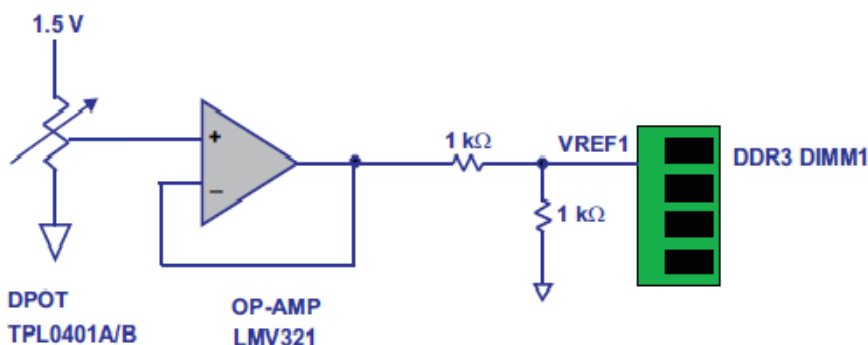 1.5 V
+
–
1 kΩ
VREF1
DDR3 DIMM1
1 kΩ
DPOT
TPL0401A/B
OP-AMP
LMV321